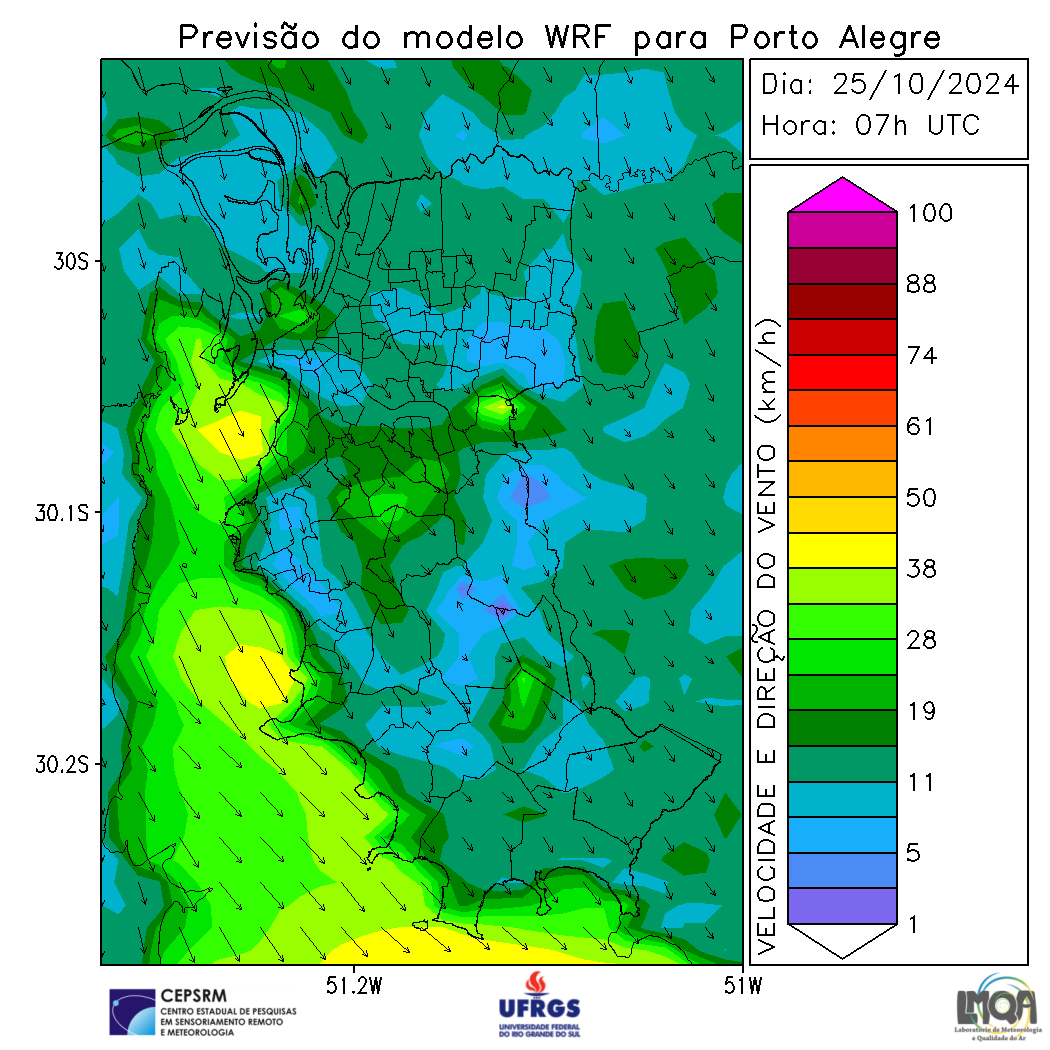 Previsão do modelo WRF para Porto Alegre
Dia: 25/10/2024
Hora: 07h UTC
30S
30.1S
30.2S
51.2W
51W
VELOCIDADE E DIREÇÃO DO VENTO (km/h)
100
88
74
61
50
38
28
19
11
5
1
CEPSRM
CENTRO ESTADUAL DE PESQUISAS
EM SENSORIAMENTO REMOTO
E METEOROLOGIA
UFRGS
UNIVERSIDADE FEDERAL
DO RIO GRANDE DO SUL
LMQA
Laboratório de Meteorologia
e Qualidade do Ar